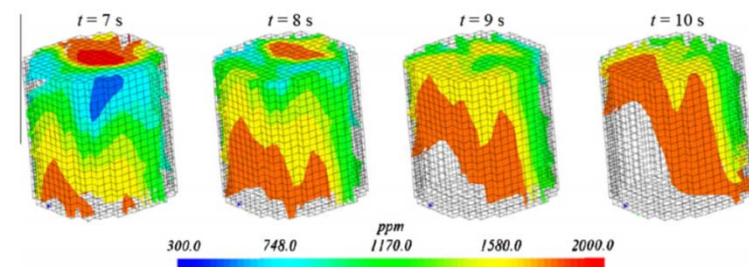 t = 7 s t = 8 s t = 9 s t = 10 s
ppm
300.0 748.0 1170.0 1580.0 2000.0